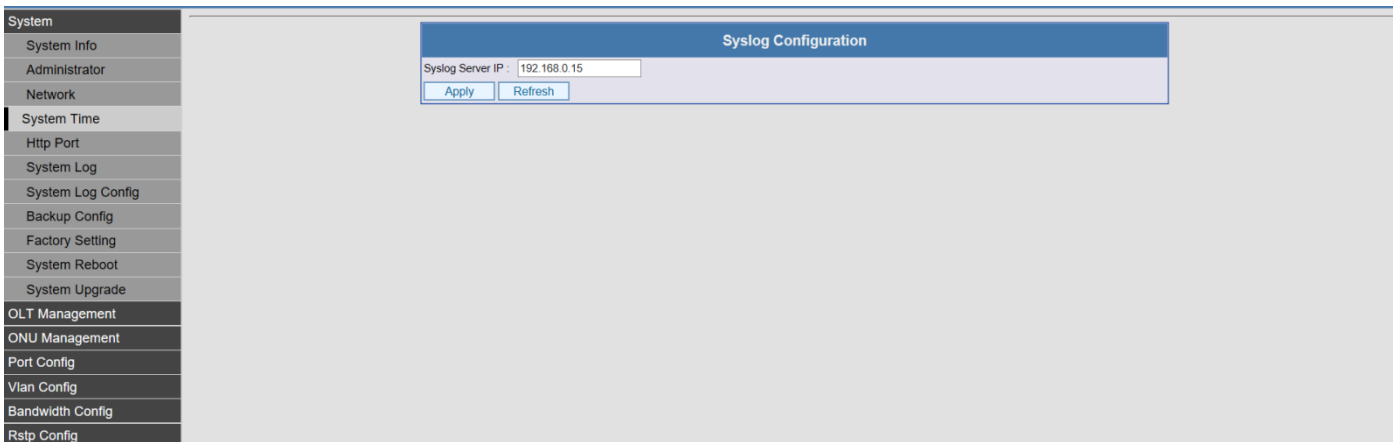 System
System Info
Administrator
Network
System Time
Http Port
System Log
System Log Config
Backup Config
Factory Setting
System Reboot
System Upgrade
OLT Management
ONU Management
Port Config
Vlan Config
Bandwidth Config
Rstp Config
Syslog Configuration
Syslog Server IP : 192.168.0.15
Apply Refresh